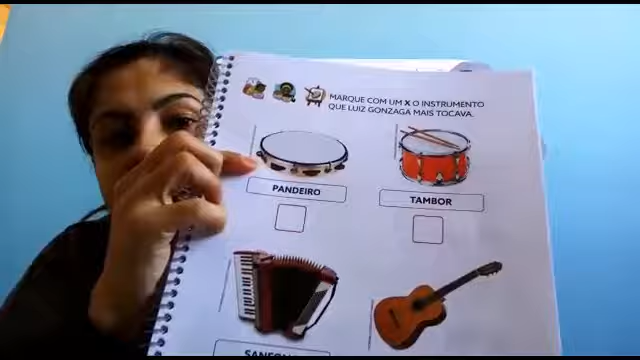 MARQUE COM UM X O INSTRUMENTO
QUE LUIZ GONZAGA MAIS TOCAVA.
PANDEIRO
TAMBOR